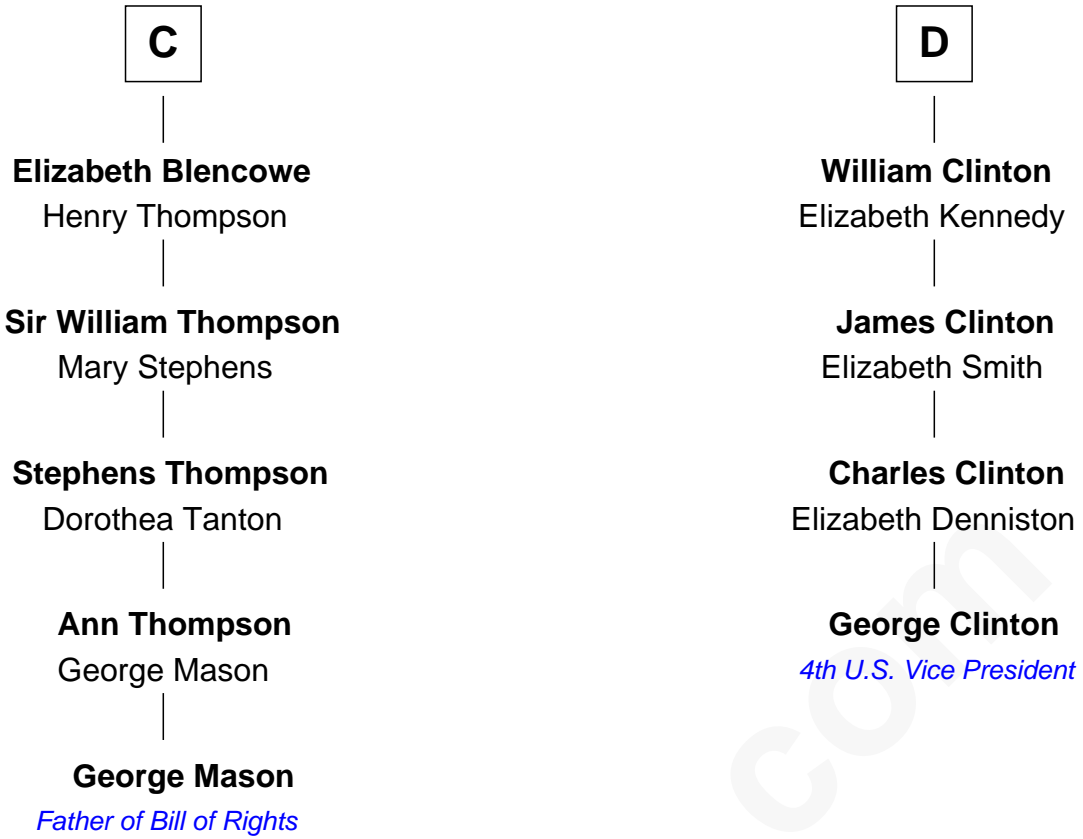 C
Elizabeth Blencowe
Henry Thompson
Sir William Thompson
Mary Stephens
Stephens Thompson
Dorothea Tanton
Ann Thompson
George Mason
George Mason
Father of Bill of Rights
D
William Clinton
Elizabeth Kennedy
James Clinton
Elizabeth Smith
Charles Clinton
Elizabeth Denniston
George Clinton
4th U.S. Vice President
com